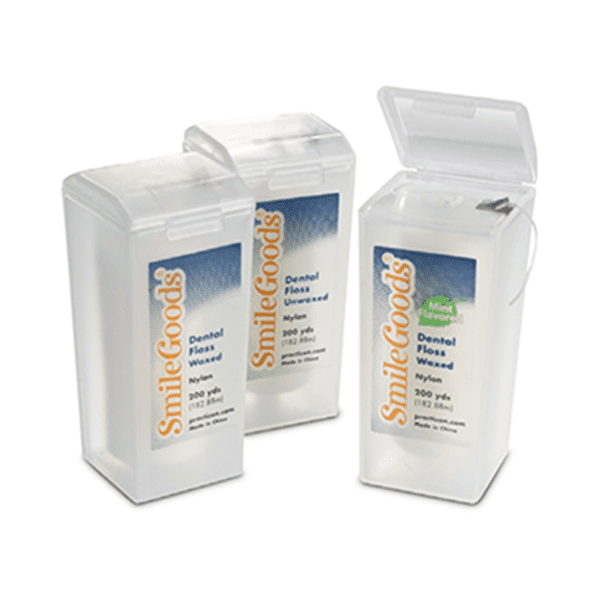 SmileGoods®
Dental
Floss
Waxed
Nylon
200 yds
(182.88m)
practicon.com
Made in China
SmileGoods®
Dental
Floss
Unwaxed
Nylon
200 yds
(182.88m)
practicon.com
Made in China
SmileGoods®
Mint
Flavored
Dental
Floss
Waxed
Nylon
200 yds
(182.88m)
practicon.com
Made in China